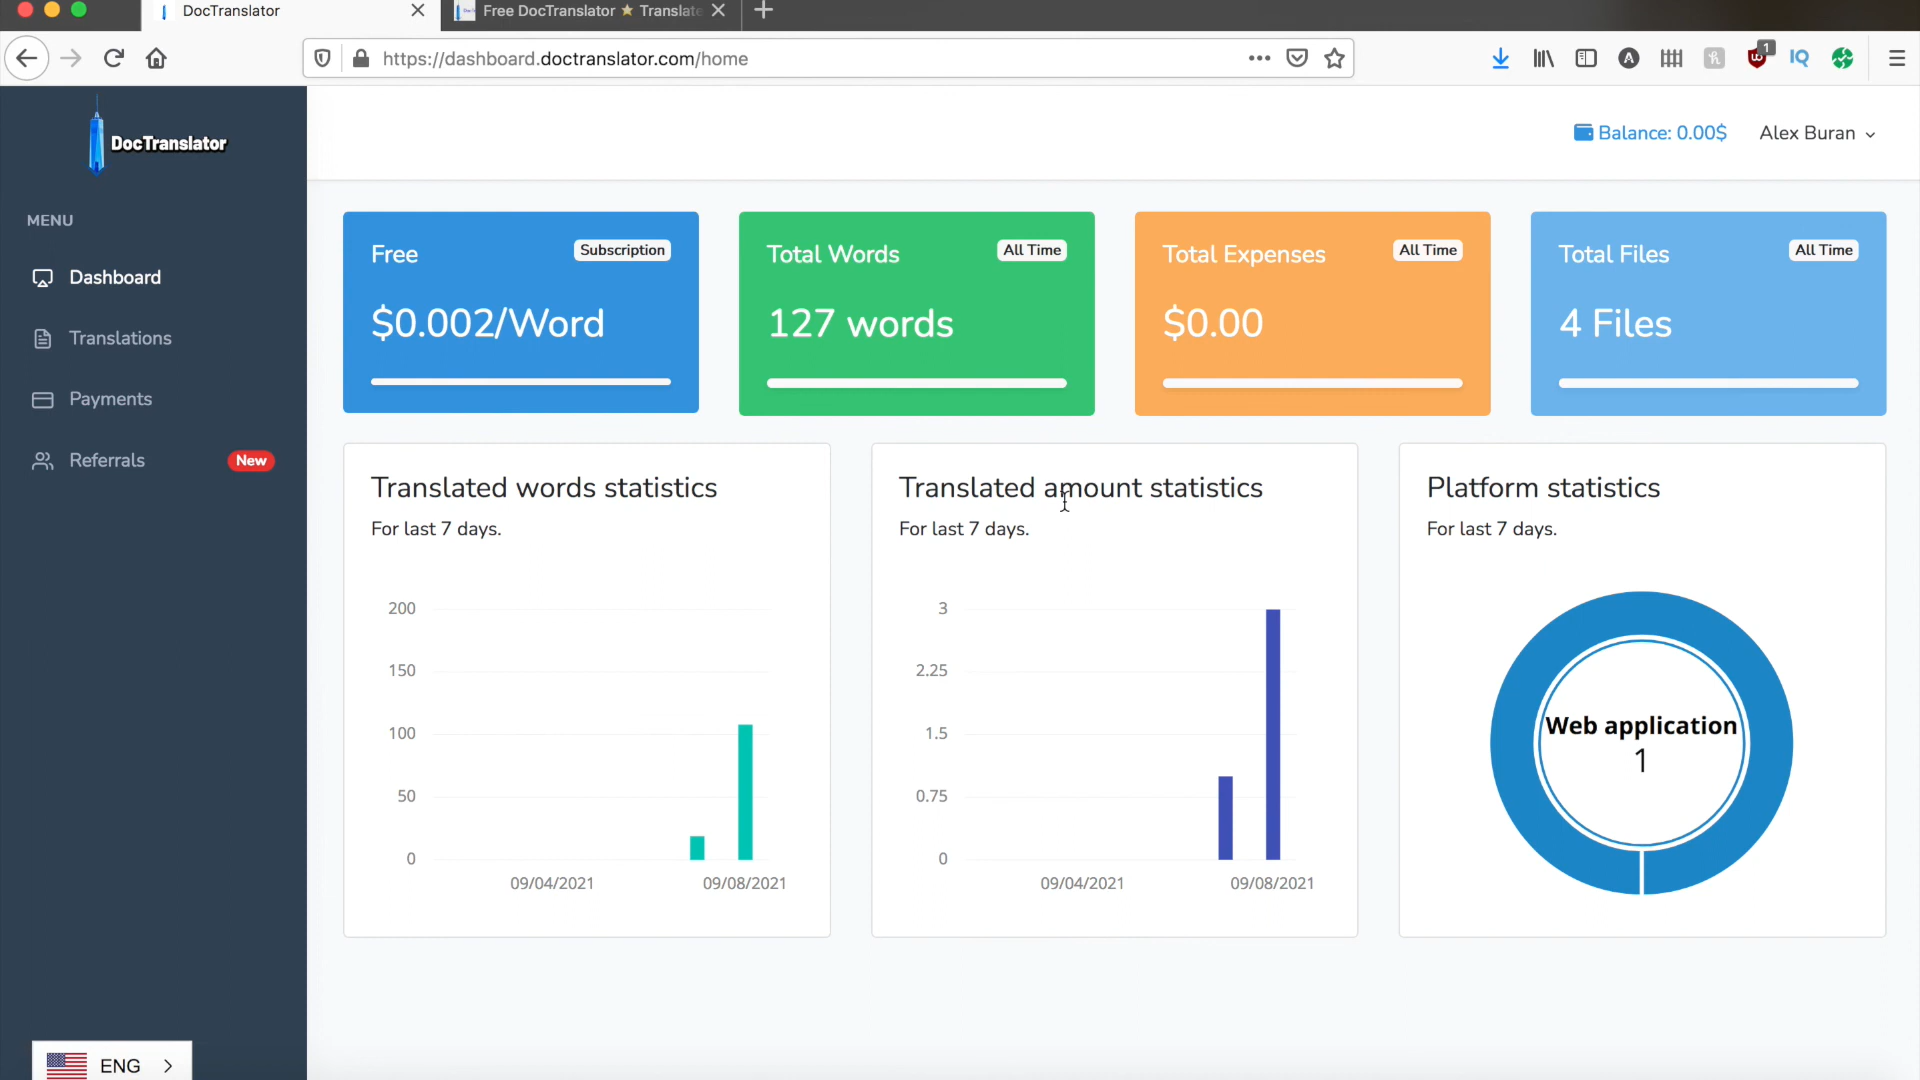 DocTranslator
Free DocTranslator ★ Translate
https://dashboard.doctranslator.com/home
1
IQ
DocTranslator
Balance: 0.00$
Alex Buran
MENU
Dashboard
Translations
Payments
Referrals
New
Free
Subscription
$0.002/Word
Total Words
All Time
127 words
Total Expenses
All Time
$0.00
Total Files
All Time
4 Files
Translated words statistics
For last 7 days.
200
150
100
50
0
09/04/2021
09/08/2021
Translated amount statistics
For last 7 days.
3
2.25
1.5
0.75
0
09/04/2021
09/08/2021
Platform statistics
For last 7 days.
Web application
1
ENG